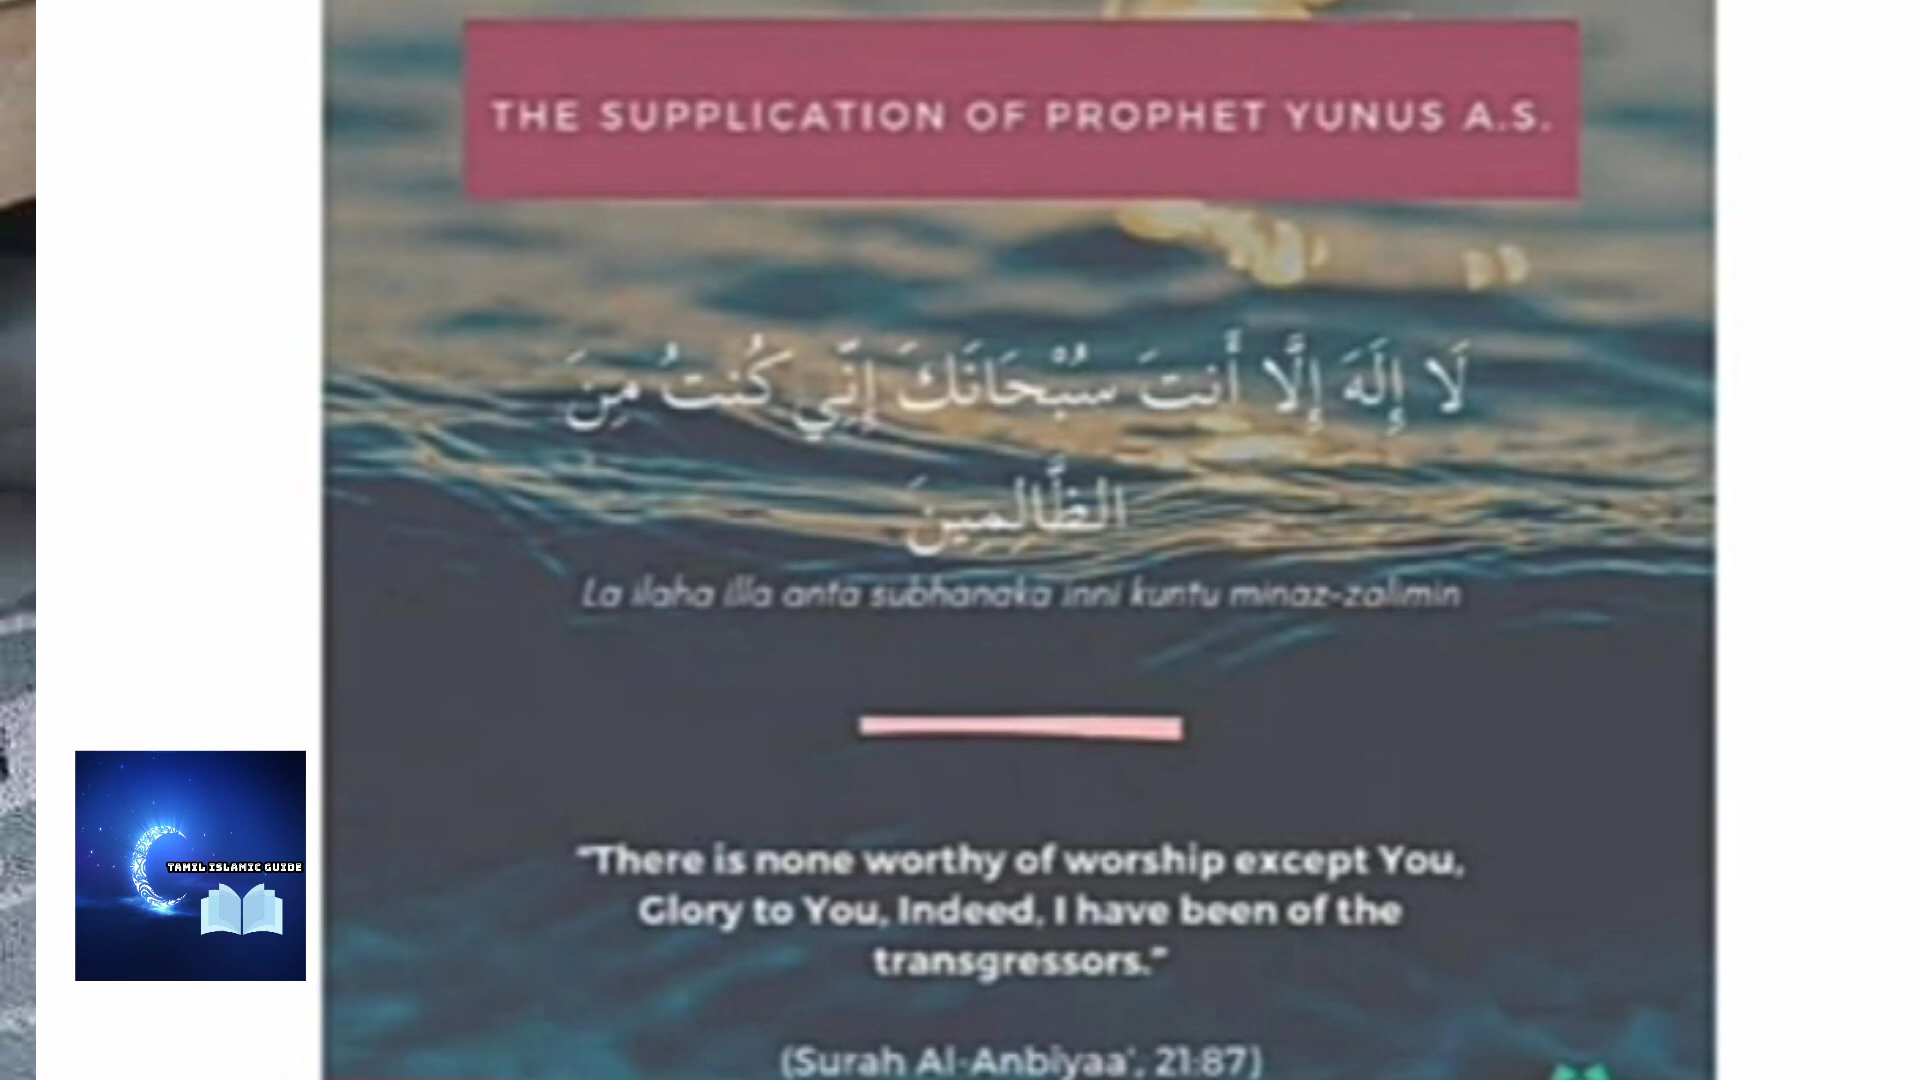 THE SUPPLICATION OF PROPHET YUNUS A.S.
لَا إِلَهَ إِلَّا أَنتَ سُبْحَانَكَ إِنِّي كُنتُ مِنَ
الظَّالِمِينَ
La ilaha illa anta subhanaka inni kuntu minaz-zalimin
"There is none worthy of worship except You,
Glory to You, Indeed, I have been of the
transgressors."
(Surah Al-Anbiyaa', 21:87)
TAMIL ISLAMIC GUIDE